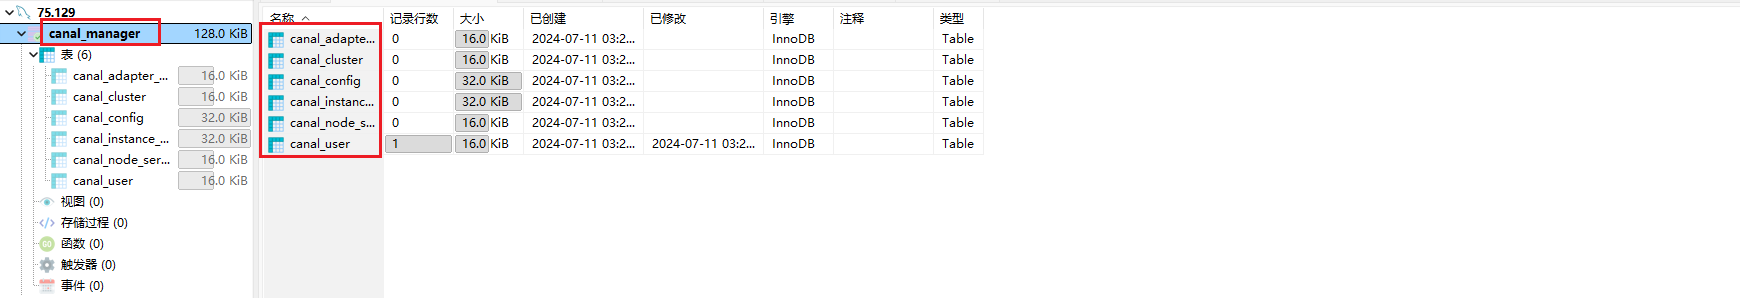 75.129
canal_manager 128.0 KiB
表 (6)
canal_adapter_... 16.0 KiB
canal_cluster 16.0 KiB
canal_config 32.0 KiB
canal_instance_... 32.0 KiB
canal_node_ser... 16.0 KiB
canal_user 16.0 KiB
视图 (0)
存储过程 (0)
函数 (0)
触发器 (0)
事件 (0)
名称 记录行数 大小 已创建 已修改 引擎 注释 类型
canal_adapte... 0 16.0 KiB 2024-07-11 03:2... InnoDB Table
canal_cluster 0 16.0 KiB 2024-07-11 03:2... InnoDB Table
canal_config 0 32.0 KiB 2024-07-11 03:2... InnoDB Table
canal_instanc... 0 32.0 KiB 2024-07-11 03:2... InnoDB Table
canal_node_s... 0 16.0 KiB 2024-07-11 03:2... InnoDB Table
canal_user 1 16.0 KiB 2024-07-11 03:2... 2024-07-11 03:2... InnoDB Table